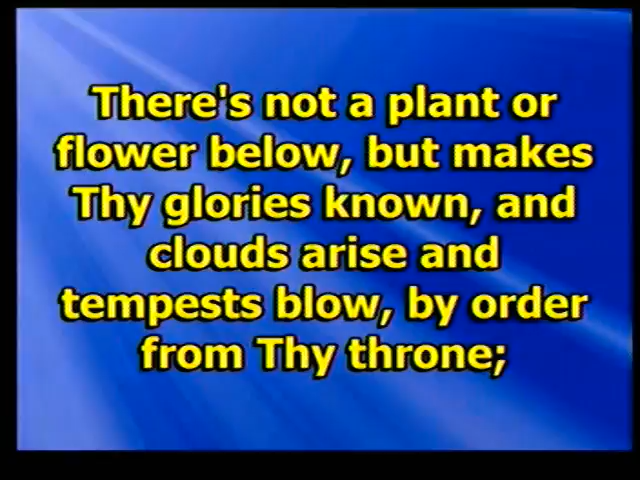 There's not a plant or
flower below, but makes
Thy glories known, and
clouds arise and
tempests blow, by order
from Thy throne;